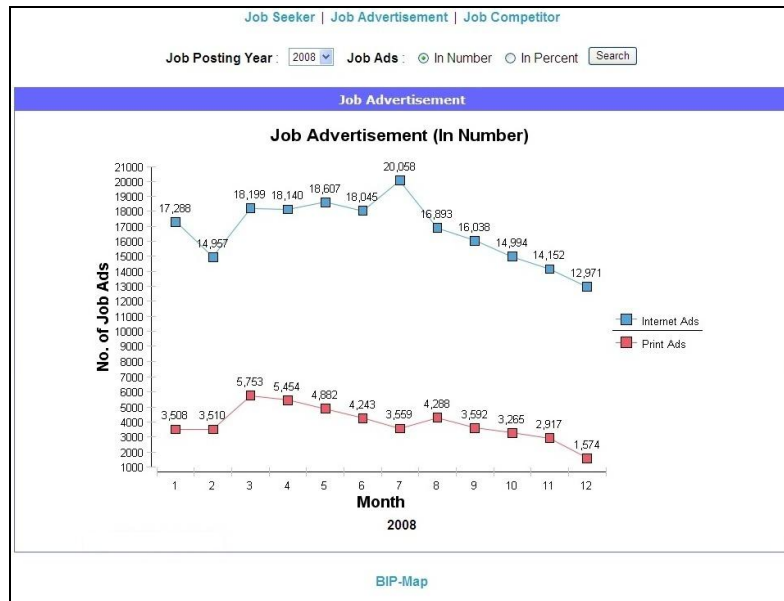 Job Seeker | Job Advertisement | Job Competitor
Job Posting Year : 2008 Job Ads : In Number In Percent Search
Job Advertisement
Job Advertisement (In Number)
No. of Job Ads
21000
20000
19000
18000
17000
16000
15000
14000
13000
12000
11000
10000
9000
8000
7000
6000
5000
4000
3000
2000
1000
17,288 14,957 18,199 18,140 18,607 18,045 20,058 16,893 16,038 14,994 14,152 12,971
3,508 3,510 5,753 5,454 4,882 4,243 3,559 4,288 3,592 3,265 2,917 1,574
Internet Ads
Print Ads
1 2 3 4 5 6 7 8 9 10 11 12
Month
2008
BIP-Map